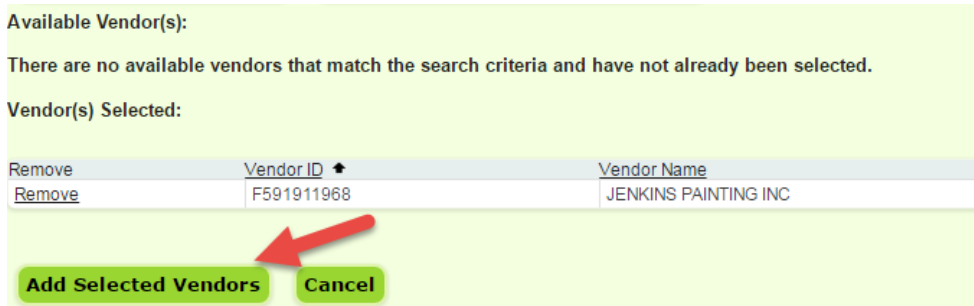 Available Vendor(s):
There are no available vendors that match the search criteria and have not already been selected.
Vendor(s) Selected:
Remove Vendor ID Vendor Name
Remove F591911968 JENKINS PAINTING INC
Add Selected Vendors Cancel